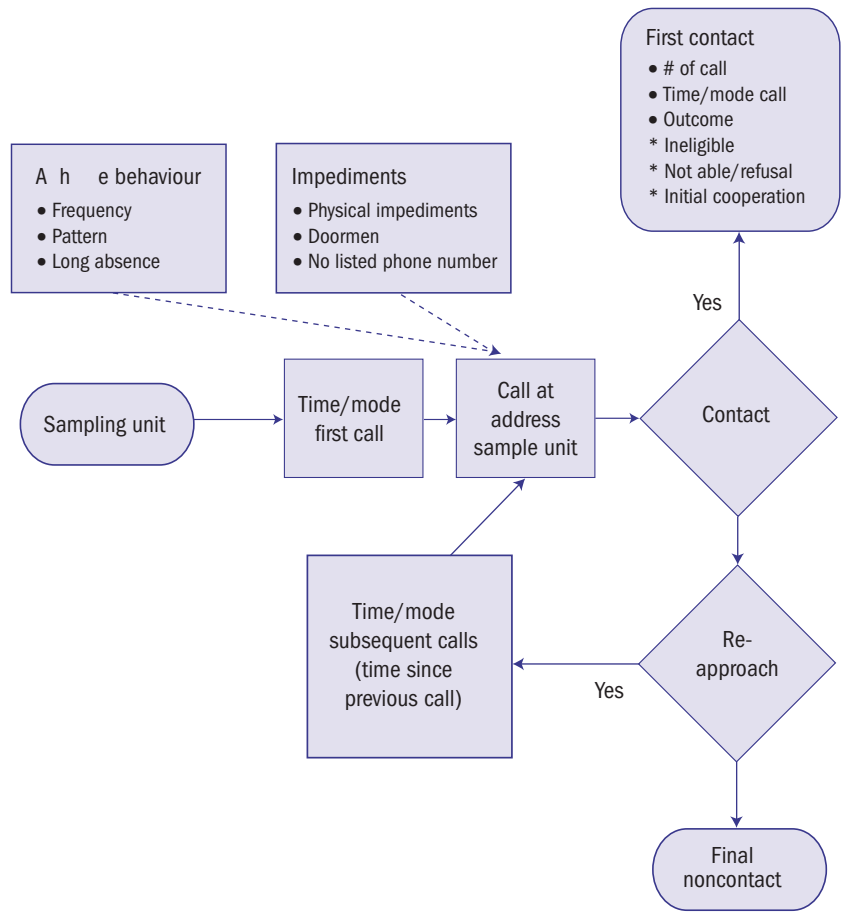 First contact
• # of call
• Time/mode call
• Outcome
* Ineligible
* Not able/refusal
* Initial cooperation
A h e behaviour
• Frequency
• Pattern
• Long absence
Impediments
• Physical impediments
• Doormen
• No listed phone number
Yes
Sampling unit
Time/mode
first call
Call at
address
sample unit
Contact
Time/mode
subsequent calls
(time since
previous call)
Yes
Re-
approach
Final
noncontact